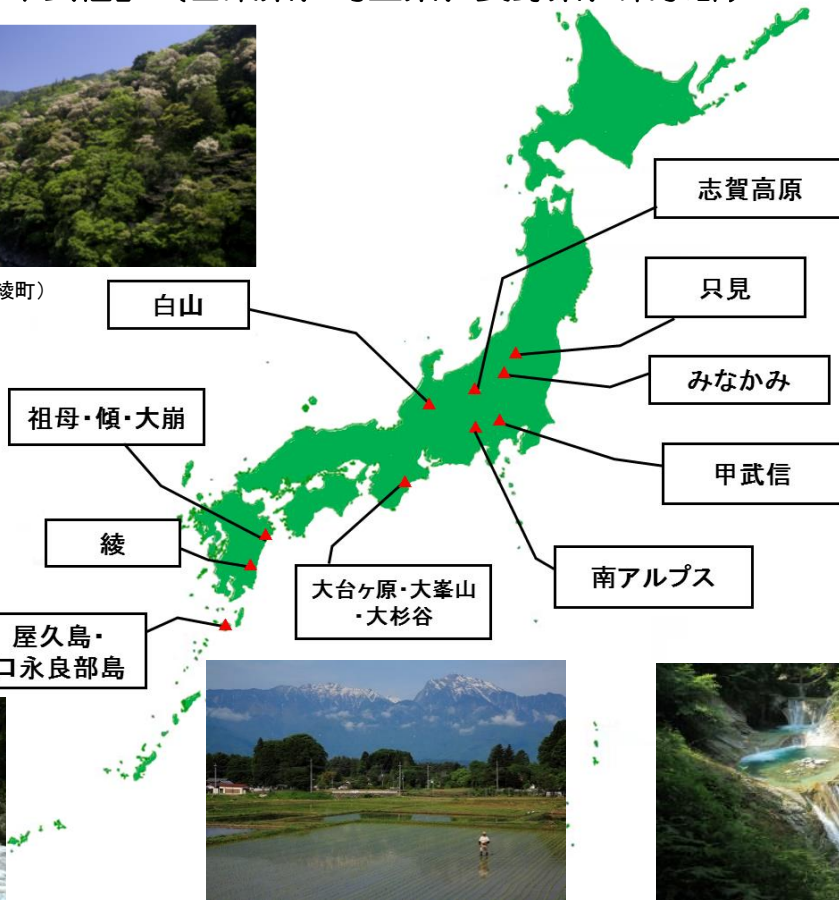 綾町）
志賀高原
白山
只見
みなかみ
祖母・傾・大崩
甲武信
綾
大台ヶ原・大峯山
・大杉谷
南アルプス
屋久島・
口永良部島